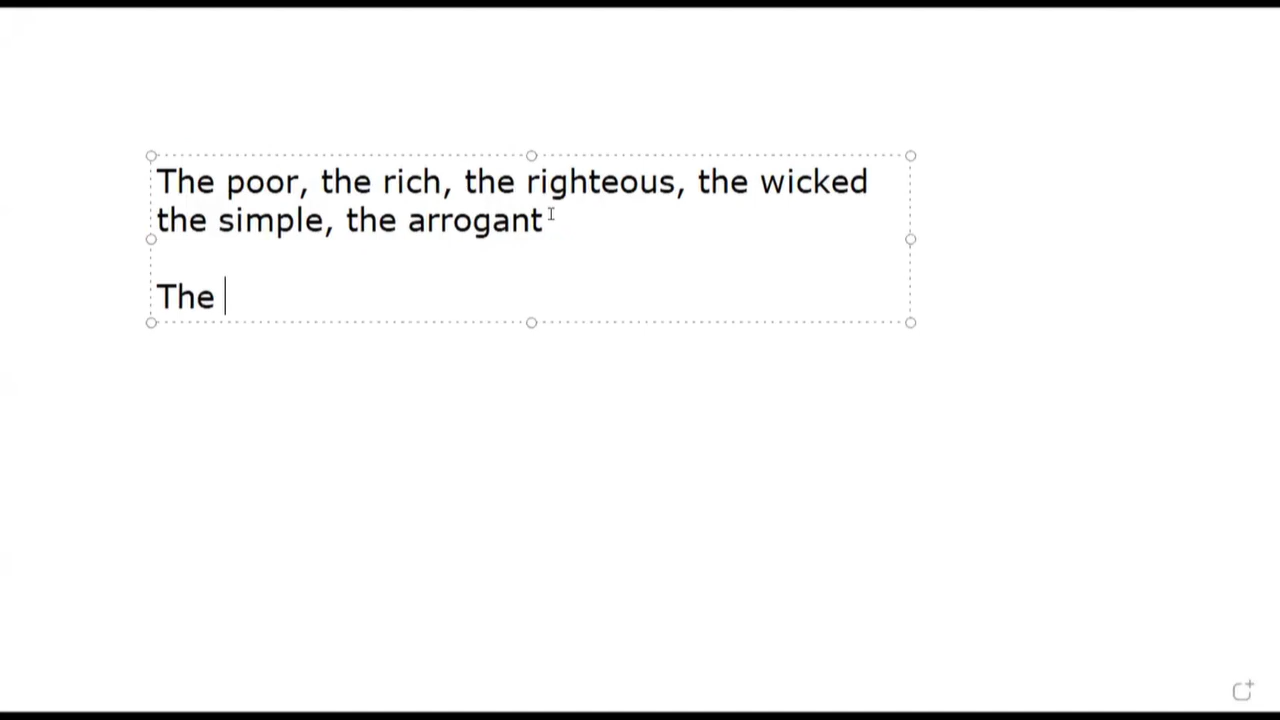 The poor, the rich, the righteous, the wicked
the simple, the arrogant
The